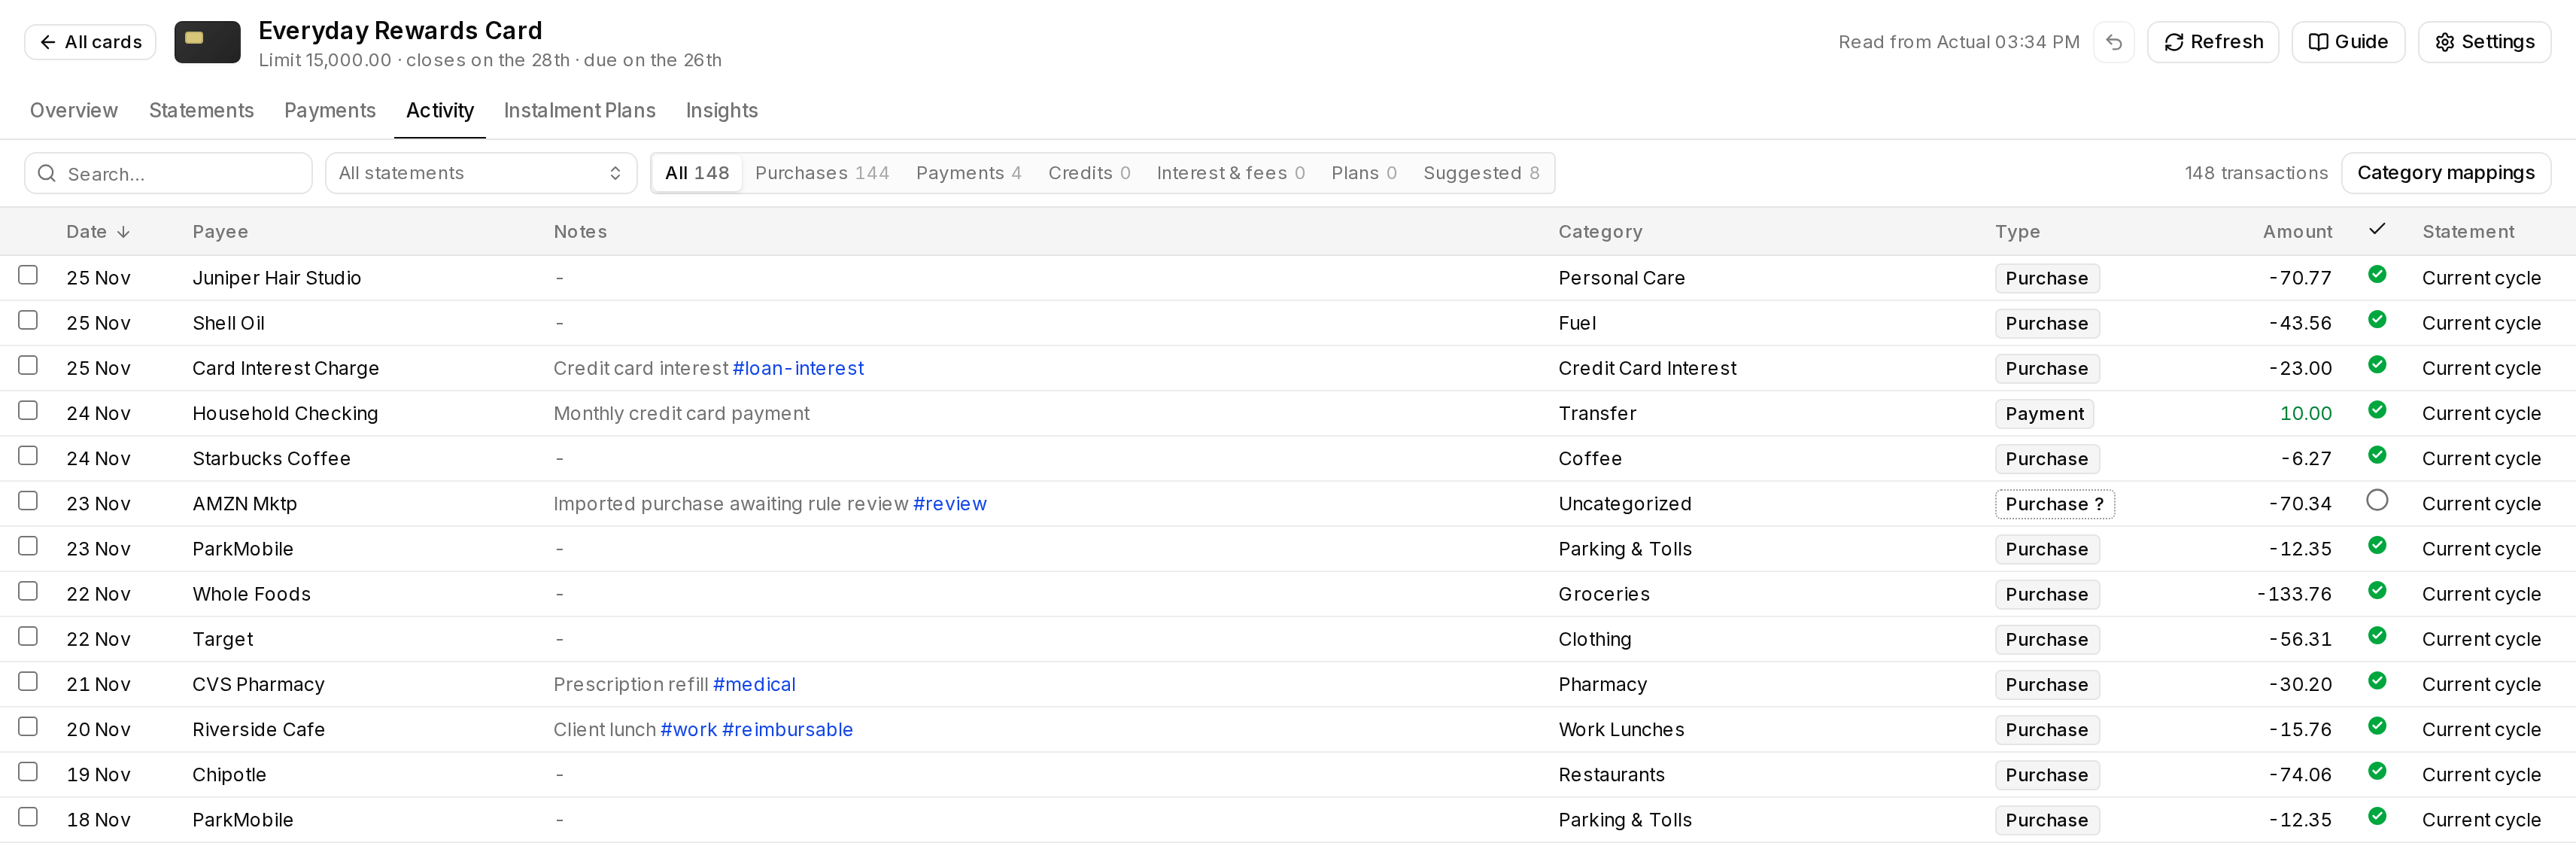 All cards
Everyday Rewards Card
Limit 15,000.00 · closes on the 28th · due on the 26th
Read from Actual 03:34 PM
Refresh
Guide
Settings
Overview Statements Payments Activity Instalment Plans Insights
Search... All statements All 148 Purchases 144 Payments 4 Credits 0 Interest & fees 0 Plans 0 Suggested 8 148 transactions Category mappings
Date Payee Notes Category Type Amount Statement
25 Nov Juniper Hair Studio - Personal Care Purchase -70.77 Current cycle
25 Nov Shell Oil - Fuel Purchase -43.56 Current cycle
25 Nov Card Interest Charge Credit card interest #loan-interest Credit Card Interest Purchase -23.00 Current cycle
24 Nov Household Checking Monthly credit card payment Transfer Payment 10.00 Current cycle
24 Nov Starbucks Coffee - Coffee Purchase -6.27 Current cycle
23 Nov AMZN Mktp Imported purchase awaiting rule review #review Uncategorized Purchase ? -70.34 Current cycle
23 Nov ParkMobile - Parking & Tolls Purchase -12.35 Current cycle
22 Nov Whole Foods - Groceries Purchase -133.76 Current cycle
22 Nov Target - Clothing Purchase -56.31 Current cycle
21 Nov CVS Pharmacy Prescription refill #medical Pharmacy Purchase -30.20 Current cycle
20 Nov Riverside Cafe Client lunch #work #reimbursable Work Lunches Purchase -15.76 Current cycle
19 Nov Chipotle - Restaurants Purchase -74.06 Current cycle
18 Nov ParkMobile - Parking & Tolls Purchase -12.35 Current cycle